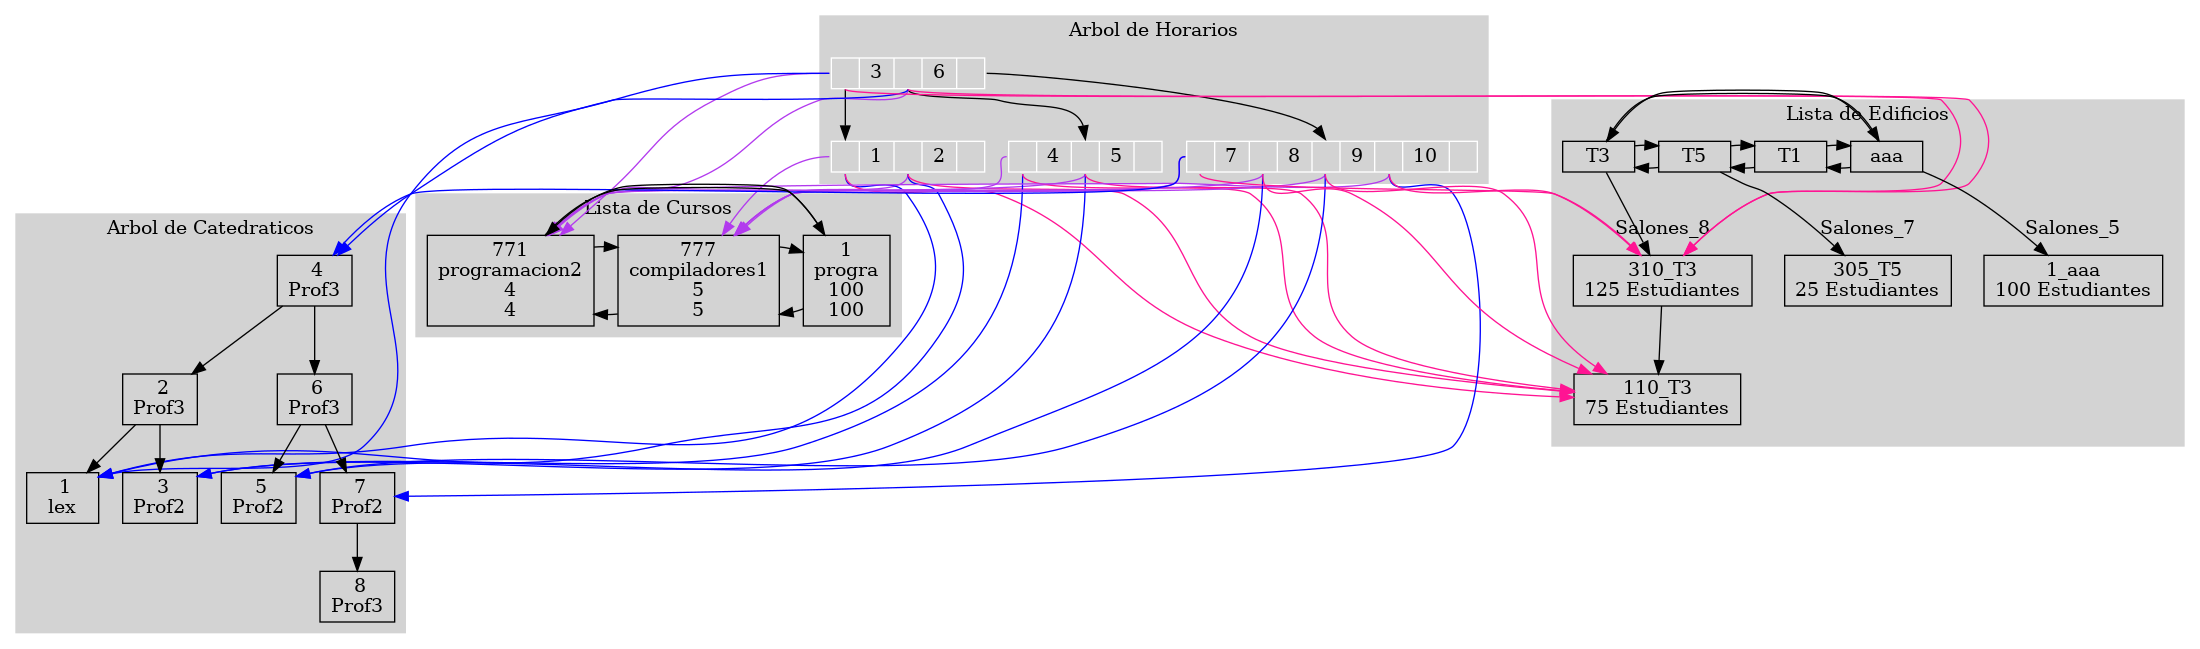 Arbol de Horarios
3 6
1 2
4 5
7 8 9 10
Lista de Edificios
T3
T5
T1
aaa
Salones_8
Salones_7
Salones_5
310_T3
125 Estudiantes
305_T5
25 Estudiantes
1_aaa
100 Estudiantes
110_T3
75 Estudiantes
Lista de Cursos
771
programacion2
4
4
777
compiladores1
5
5
1
progra
100
100
Arbol de Catedraticos
4
Prof3
2
Prof3
6
Prof3
1
lex
3
Prof2
5
Prof2
7
Prof2
8
Prof3